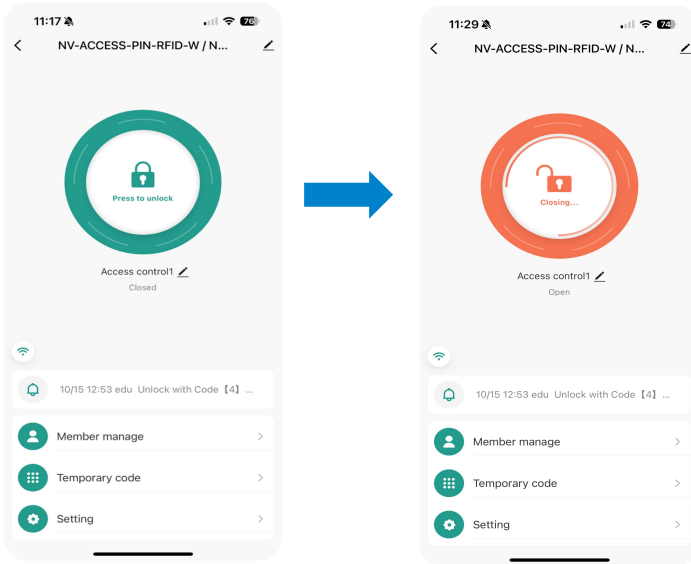 11:17
76
NV-ACCESS-PIN-RFID-W / N...
Press to unlock
Access control1
Closed
10/15 12:53 edu Unlock with Code【4】...
Member manage
Temporary code
Setting
11:29
74
NV-ACCESS-PIN-RFID-W / N...
Closing...
Access control1
Open
10/15 12:53 edu Unlock with Code【4】...
Member manage
Temporary code
Setting